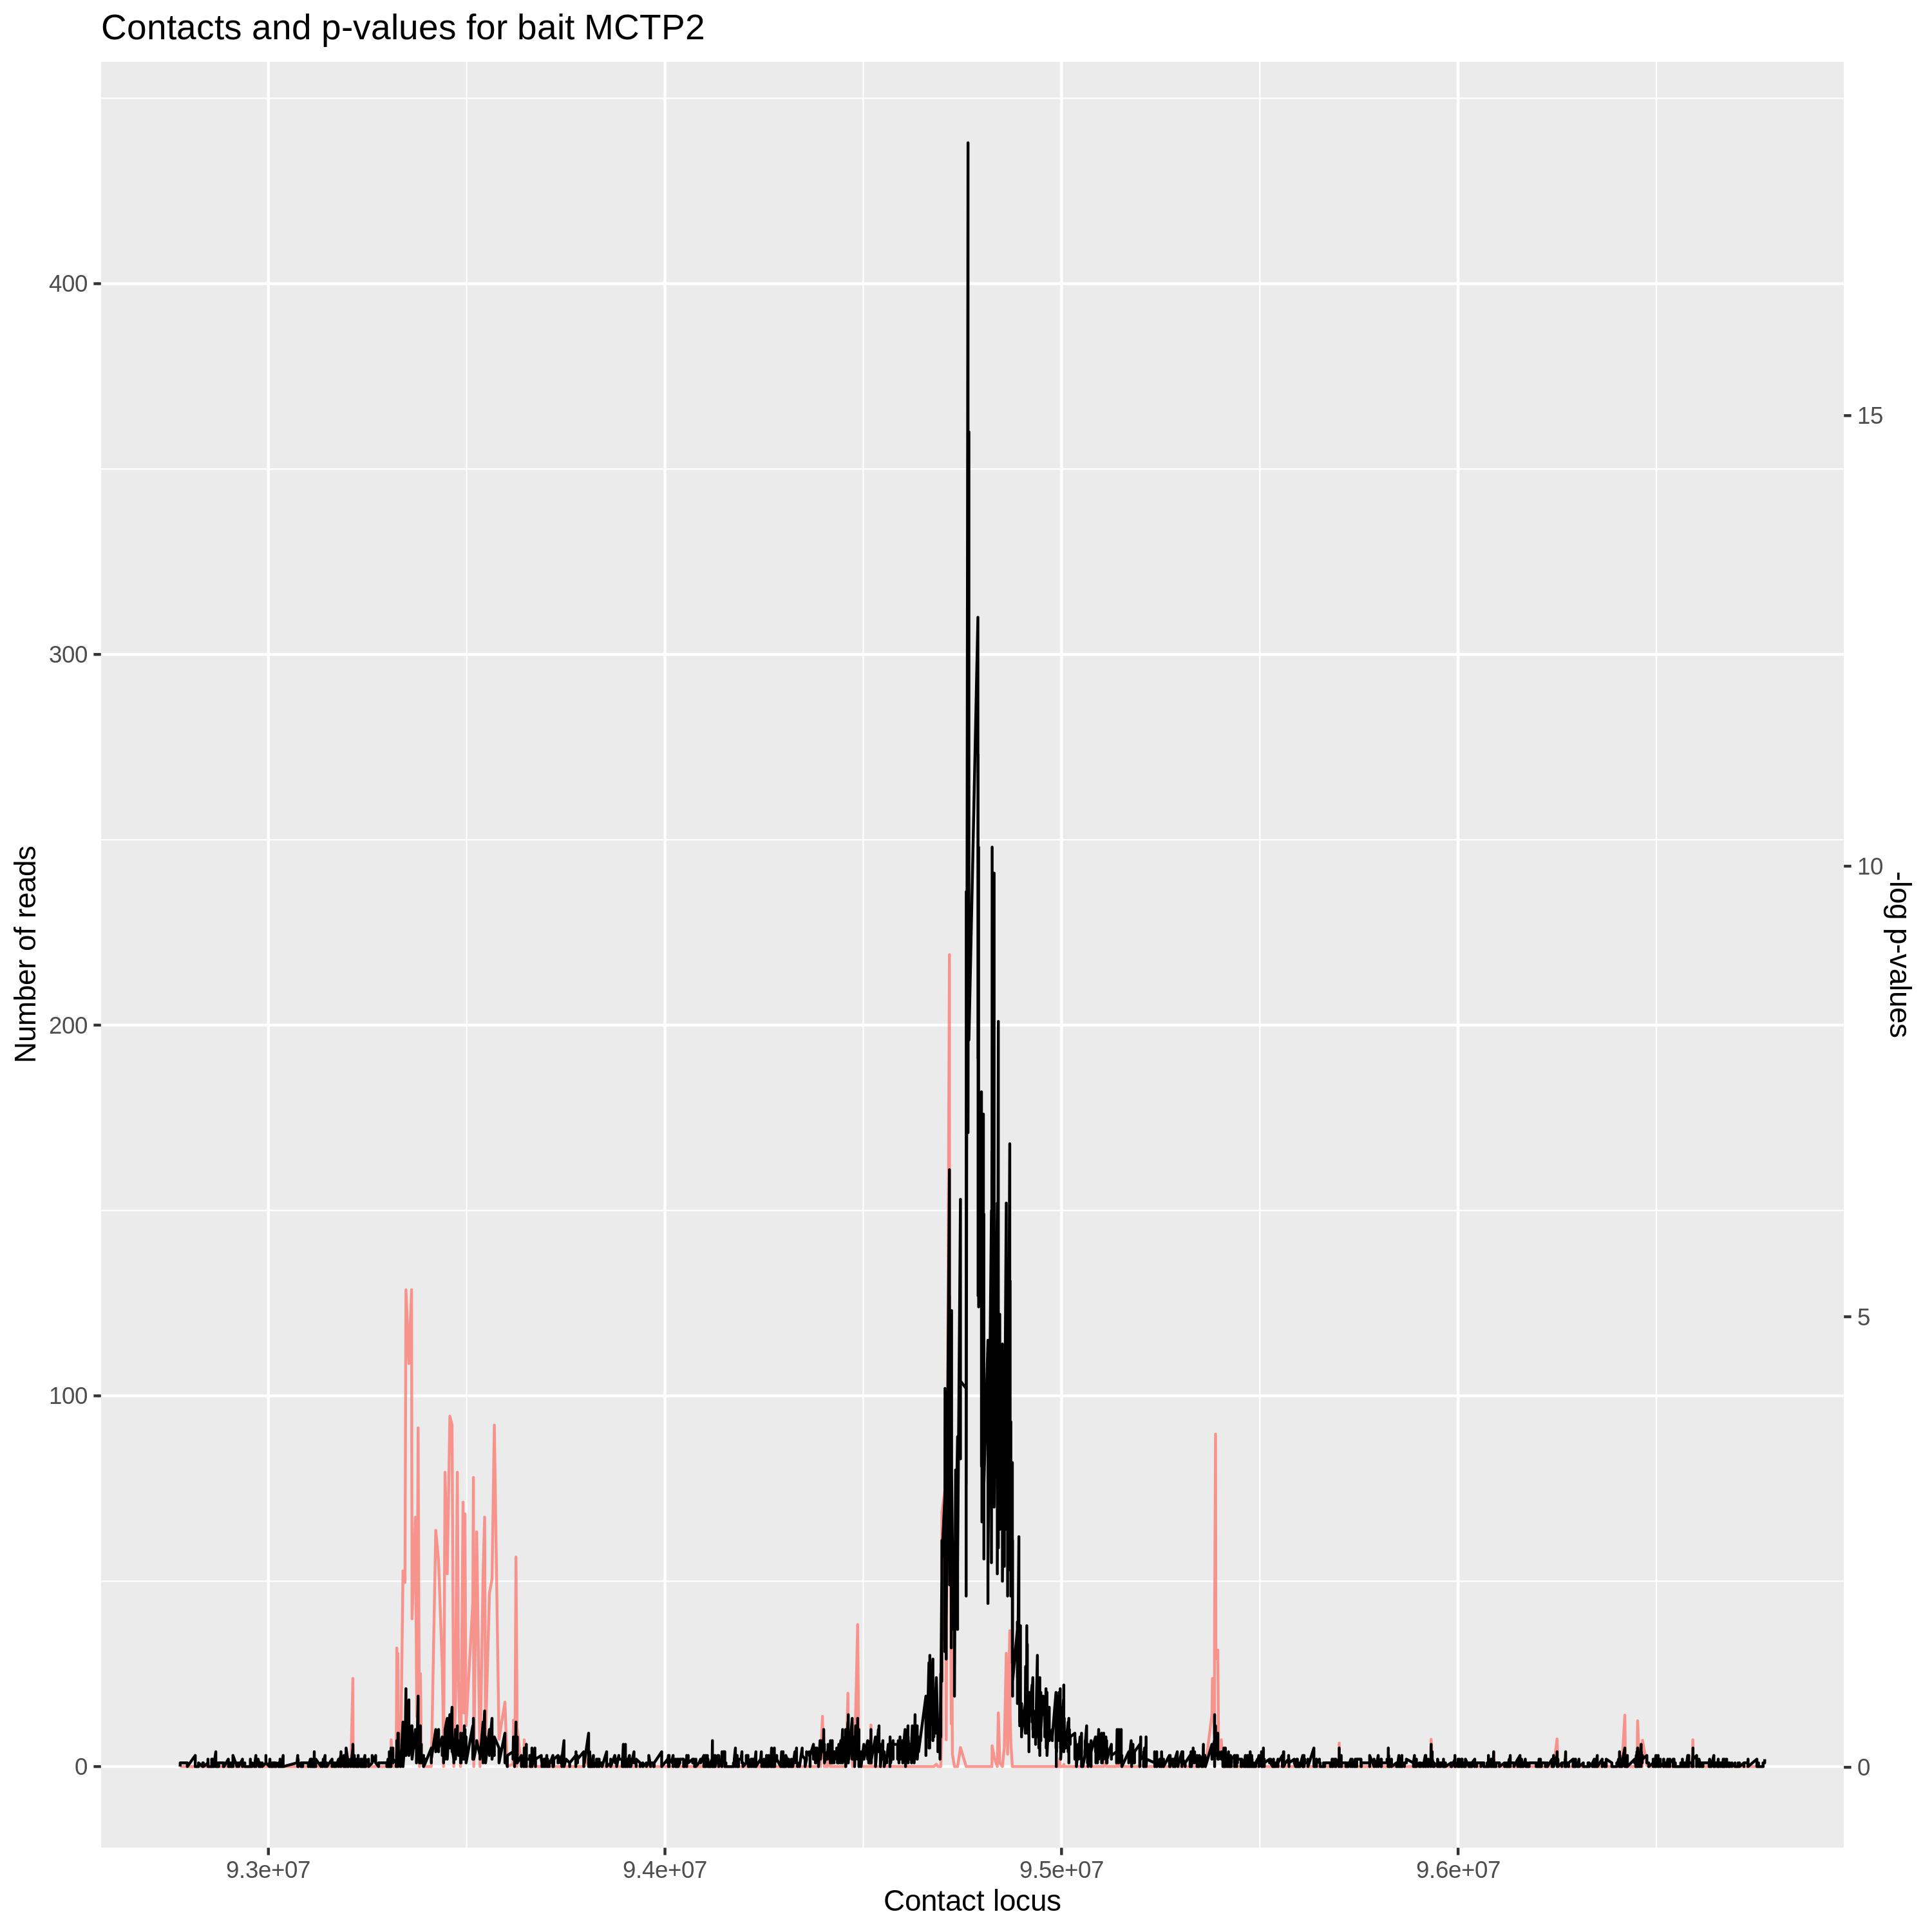 Contacts and p-values for bait MCTP2
400
300
200
100
0
Number of reads
15
10
5
0
-log p-values
9.3e+07 9.4e+07 9.5e+07 9.6e+07
Contact locus